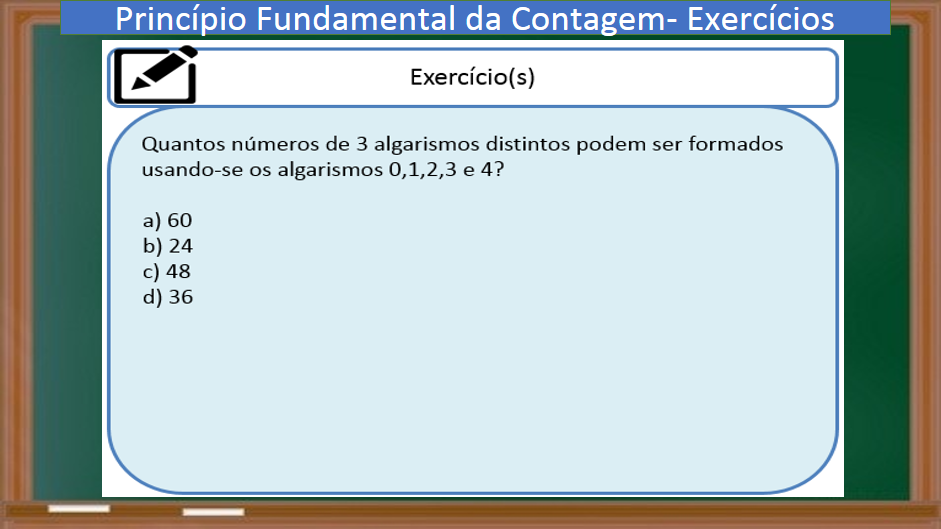 Princípio Fundamental da Contagem- Exercícios
Exercício(s)
Quantos números de 3 algarismos distintos podem ser formados
usando-se os algarismos 0,1,2,3 e 4?
a) 60
b) 24
c) 48
d) 36